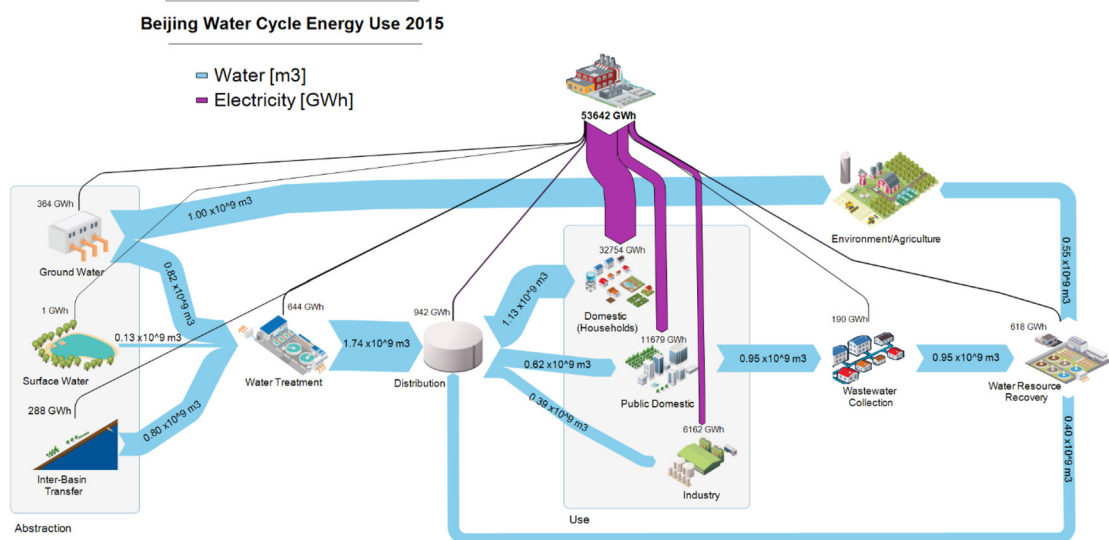 Beijing Water Cycle Energy Use 2015
Water [m3]
Electricity [GWh]
53642 GWh
364 GWh
Ground Water
1.00 x10^9 m3
Environment/Agriculture
0.82 x10^9 m3
0.55 x10^9 m3
1 GWh
Surface Water
0.13 x10^9 m3
644 GWh
Water Treatment
1.74 x10^9 m3
942 GWh
Distribution
1.13 x10^9 m3
32754 GWh
Domestic
(Households)
11679 GWh
0.62 x10^9 m3
Public Domestic
0.95 x10^9 m3
190 GWh
Wastewater
Collection
0.95 x10^9 m3
618 GWh
Water Resource
Recovery
288 GWh
Inter-Basin
Transfer
0.80 x10^9 m3
0.39 x10^9 m3
6162 GWh
Industry
0.40 x10^9 m3
Abstraction
Use